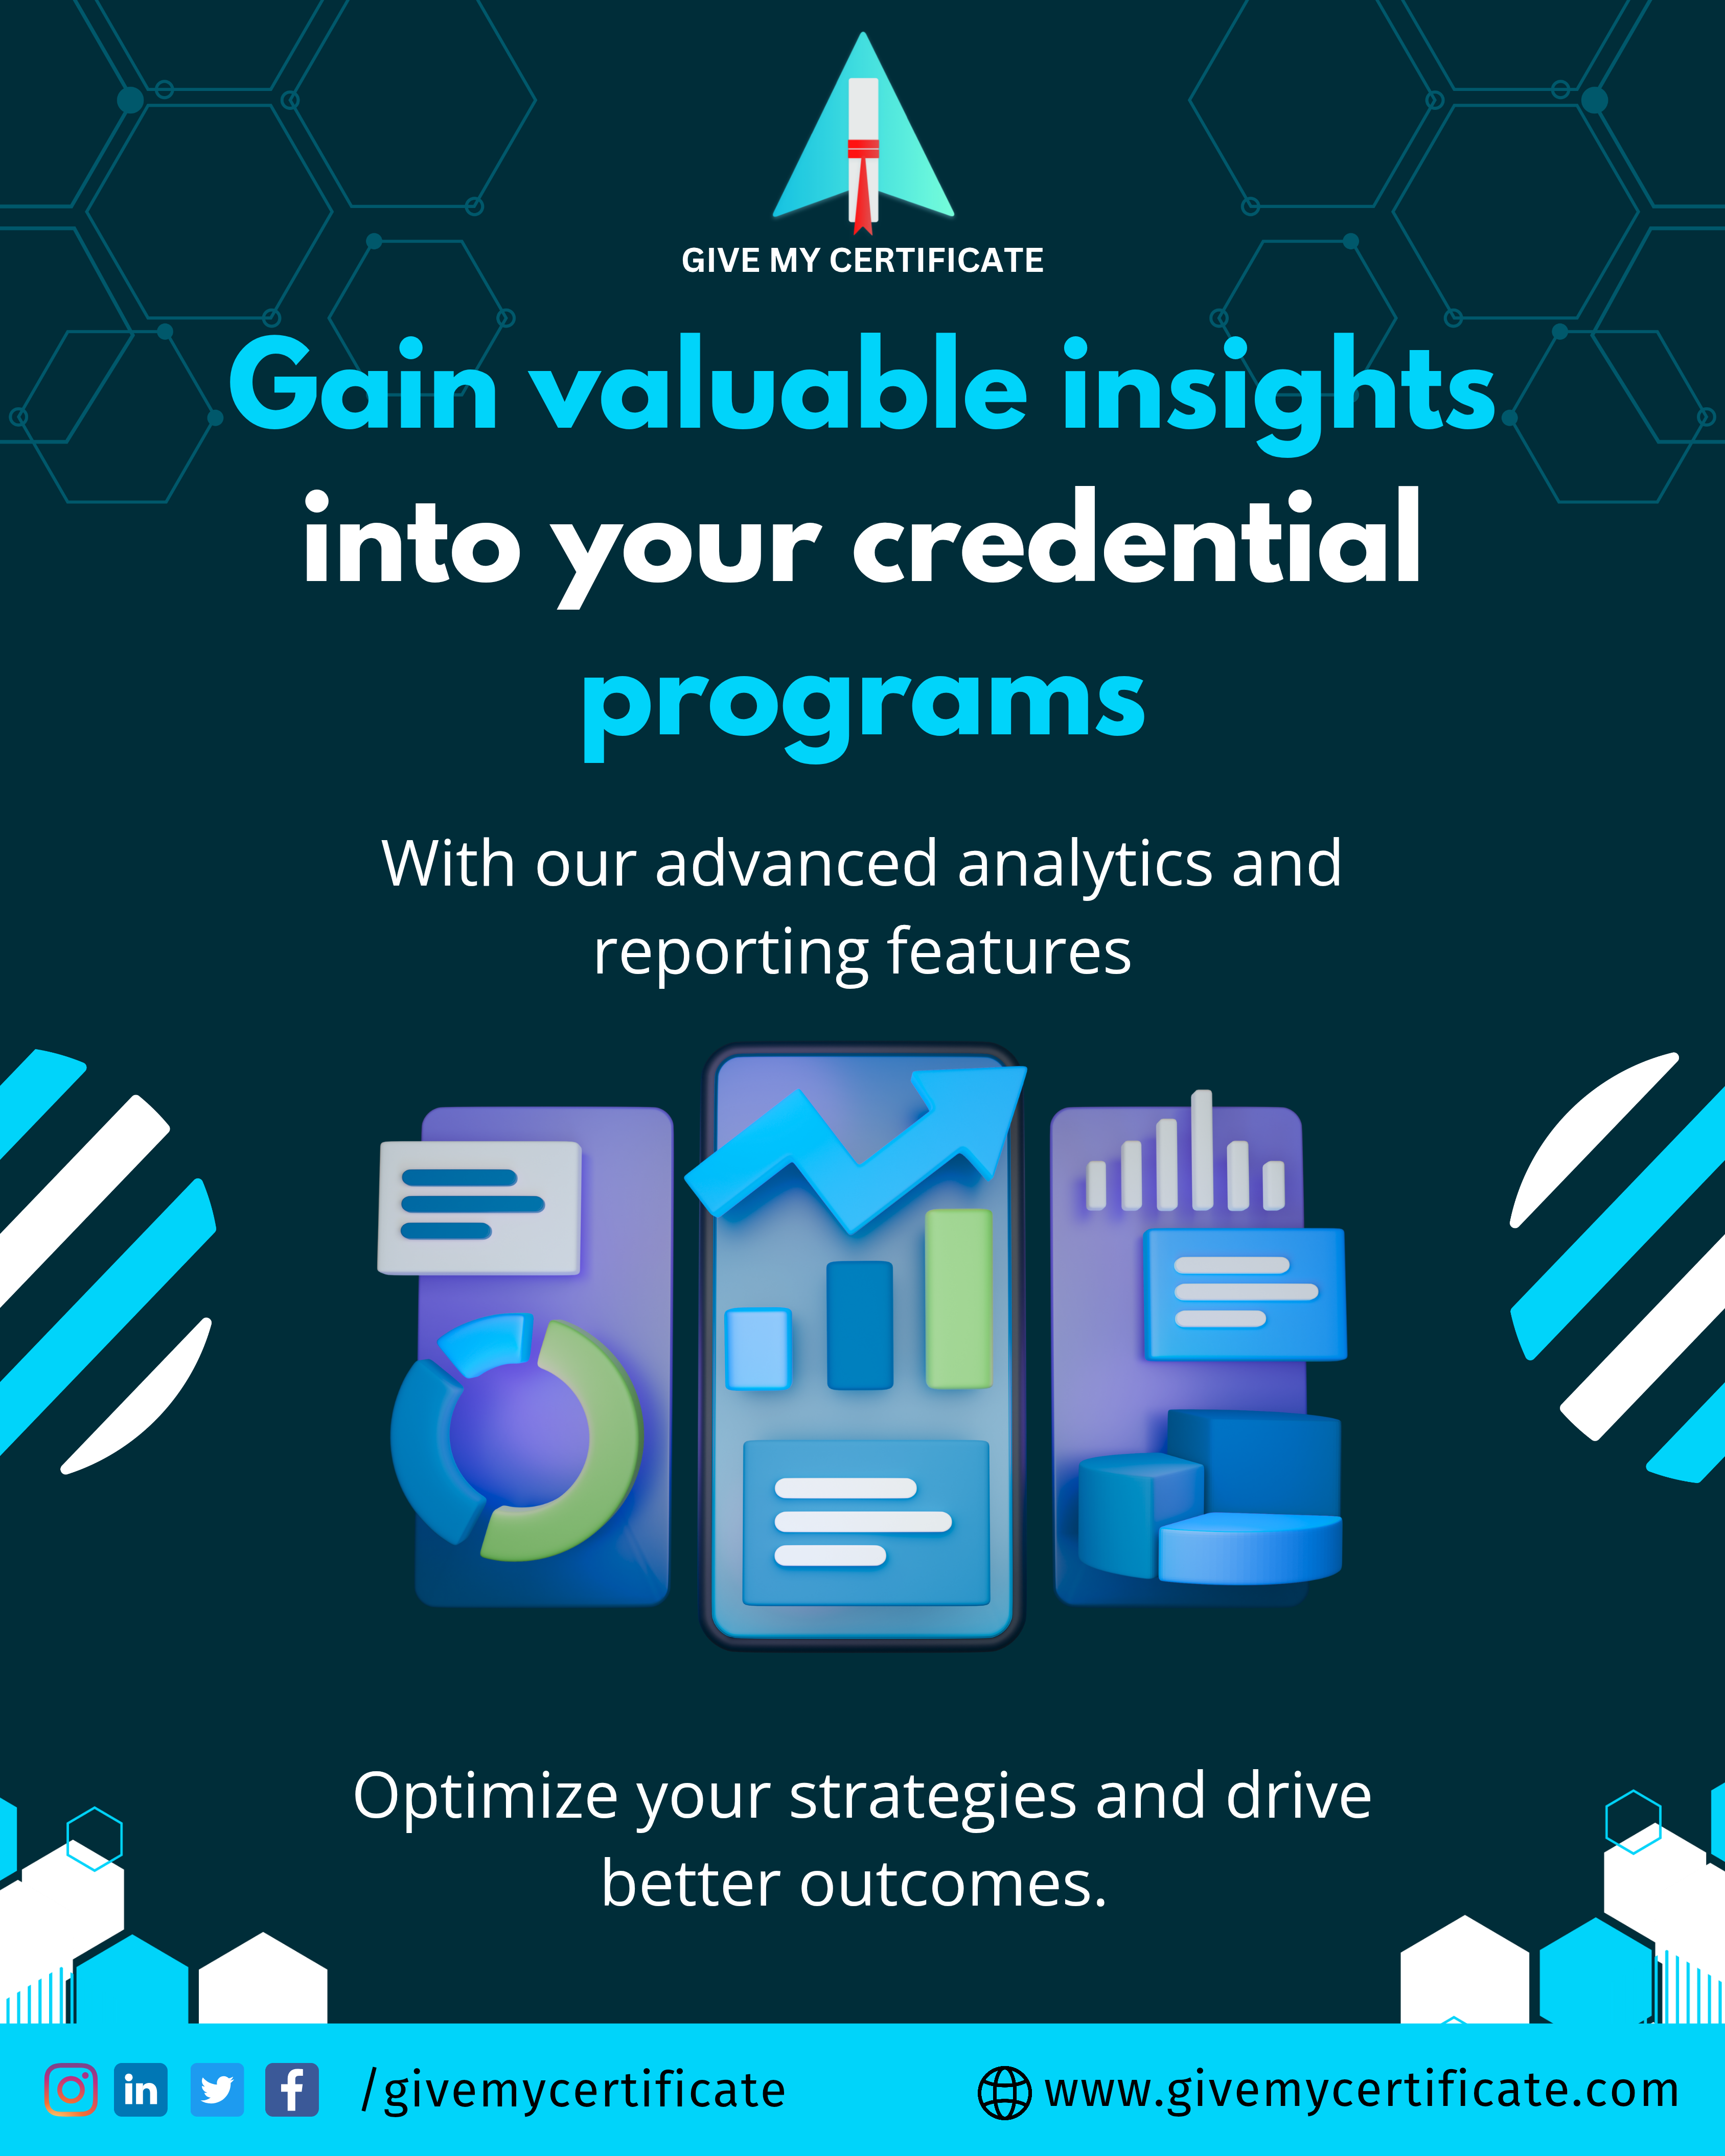 GIVE MY CERTIFICATE
Gain valuable insights
into your credential
programs
With our advanced analytics and
reporting features
Optimize your strategies and drive
better outcomes.
in
f
/givemycertificate
www.givemycertificate.com